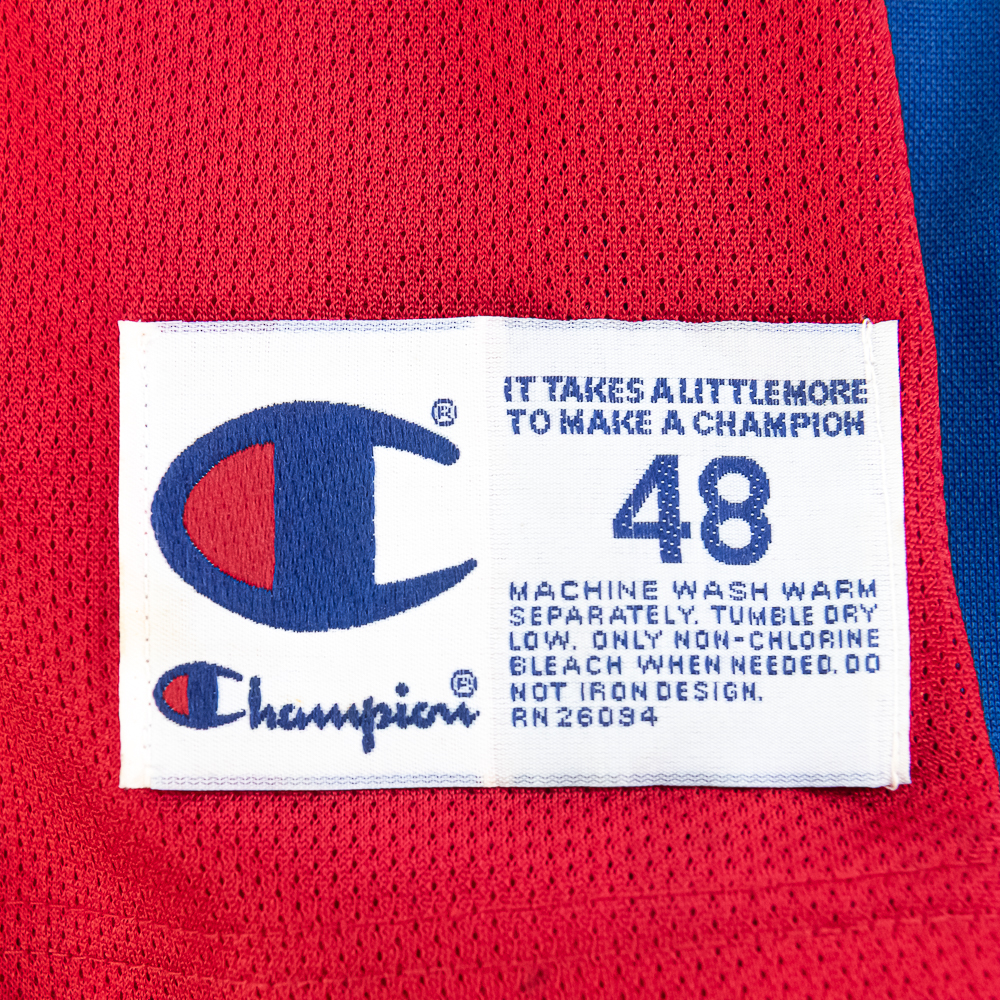 ®
Champion®
IT TAKES A LITTLE MORE
TO MAKE A CHAMPION
48
MACHINE WASH WARM
SEPARATELY. TUMBLE DRY
LOW. ONLY NON-CHLORINE
BLEACH WHEN NEEDED. DO
NOT IRON DESIGN.
RN 26094